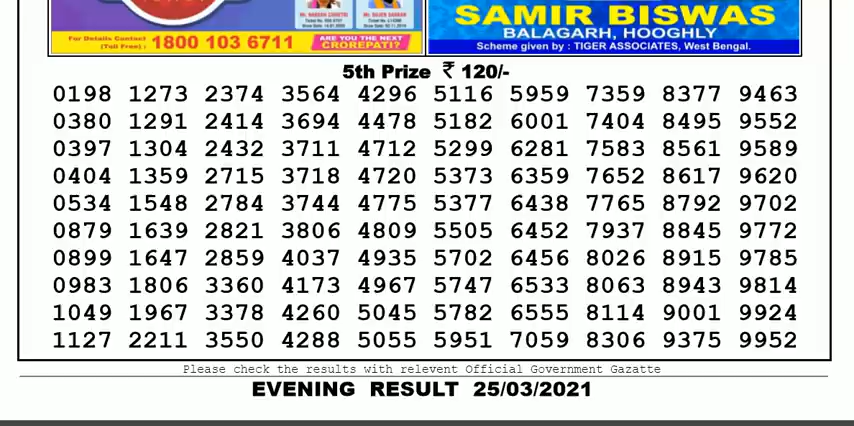 SAMIR BISWAS
BALAGARH, HOOGHLY
Scheme given by : TIGER ASSOCIATES, West Bengal.
For Details Contact
(Toll Free) : 1800 103 6711
ARE YOU THE NEXT
CROREPATI?
5th Prize ₹ 120/-
0198 1273 2374 3564 4296 5116 5959 7359 8377 9463
0380 1291 2414 3694 4478 5182 6001 7404 8495 9552
0397 1304 2432 3711 4712 5299 6281 7583 8561 9589
0404 1359 2715 3718 4720 5373 6359 7652 8617 9620
0534 1548 2784 3744 4775 5377 6438 7765 8792 9702
0879 1639 2821 3806 4809 5505 6452 7937 8845 9772
0899 1647 2859 4037 4935 5702 6456 8026 8915 9785
0983 1806 3360 4173 4967 5747 6533 8063 8943 9814
1049 1967 3378 4260 5045 5782 6555 8114 9001 9924
1127 2211 3550 4288 5055 5951 7059 8306 9375 9952
Please check the results with relevent Official Government Gazatte
EVENING RESULT 25/03/2021